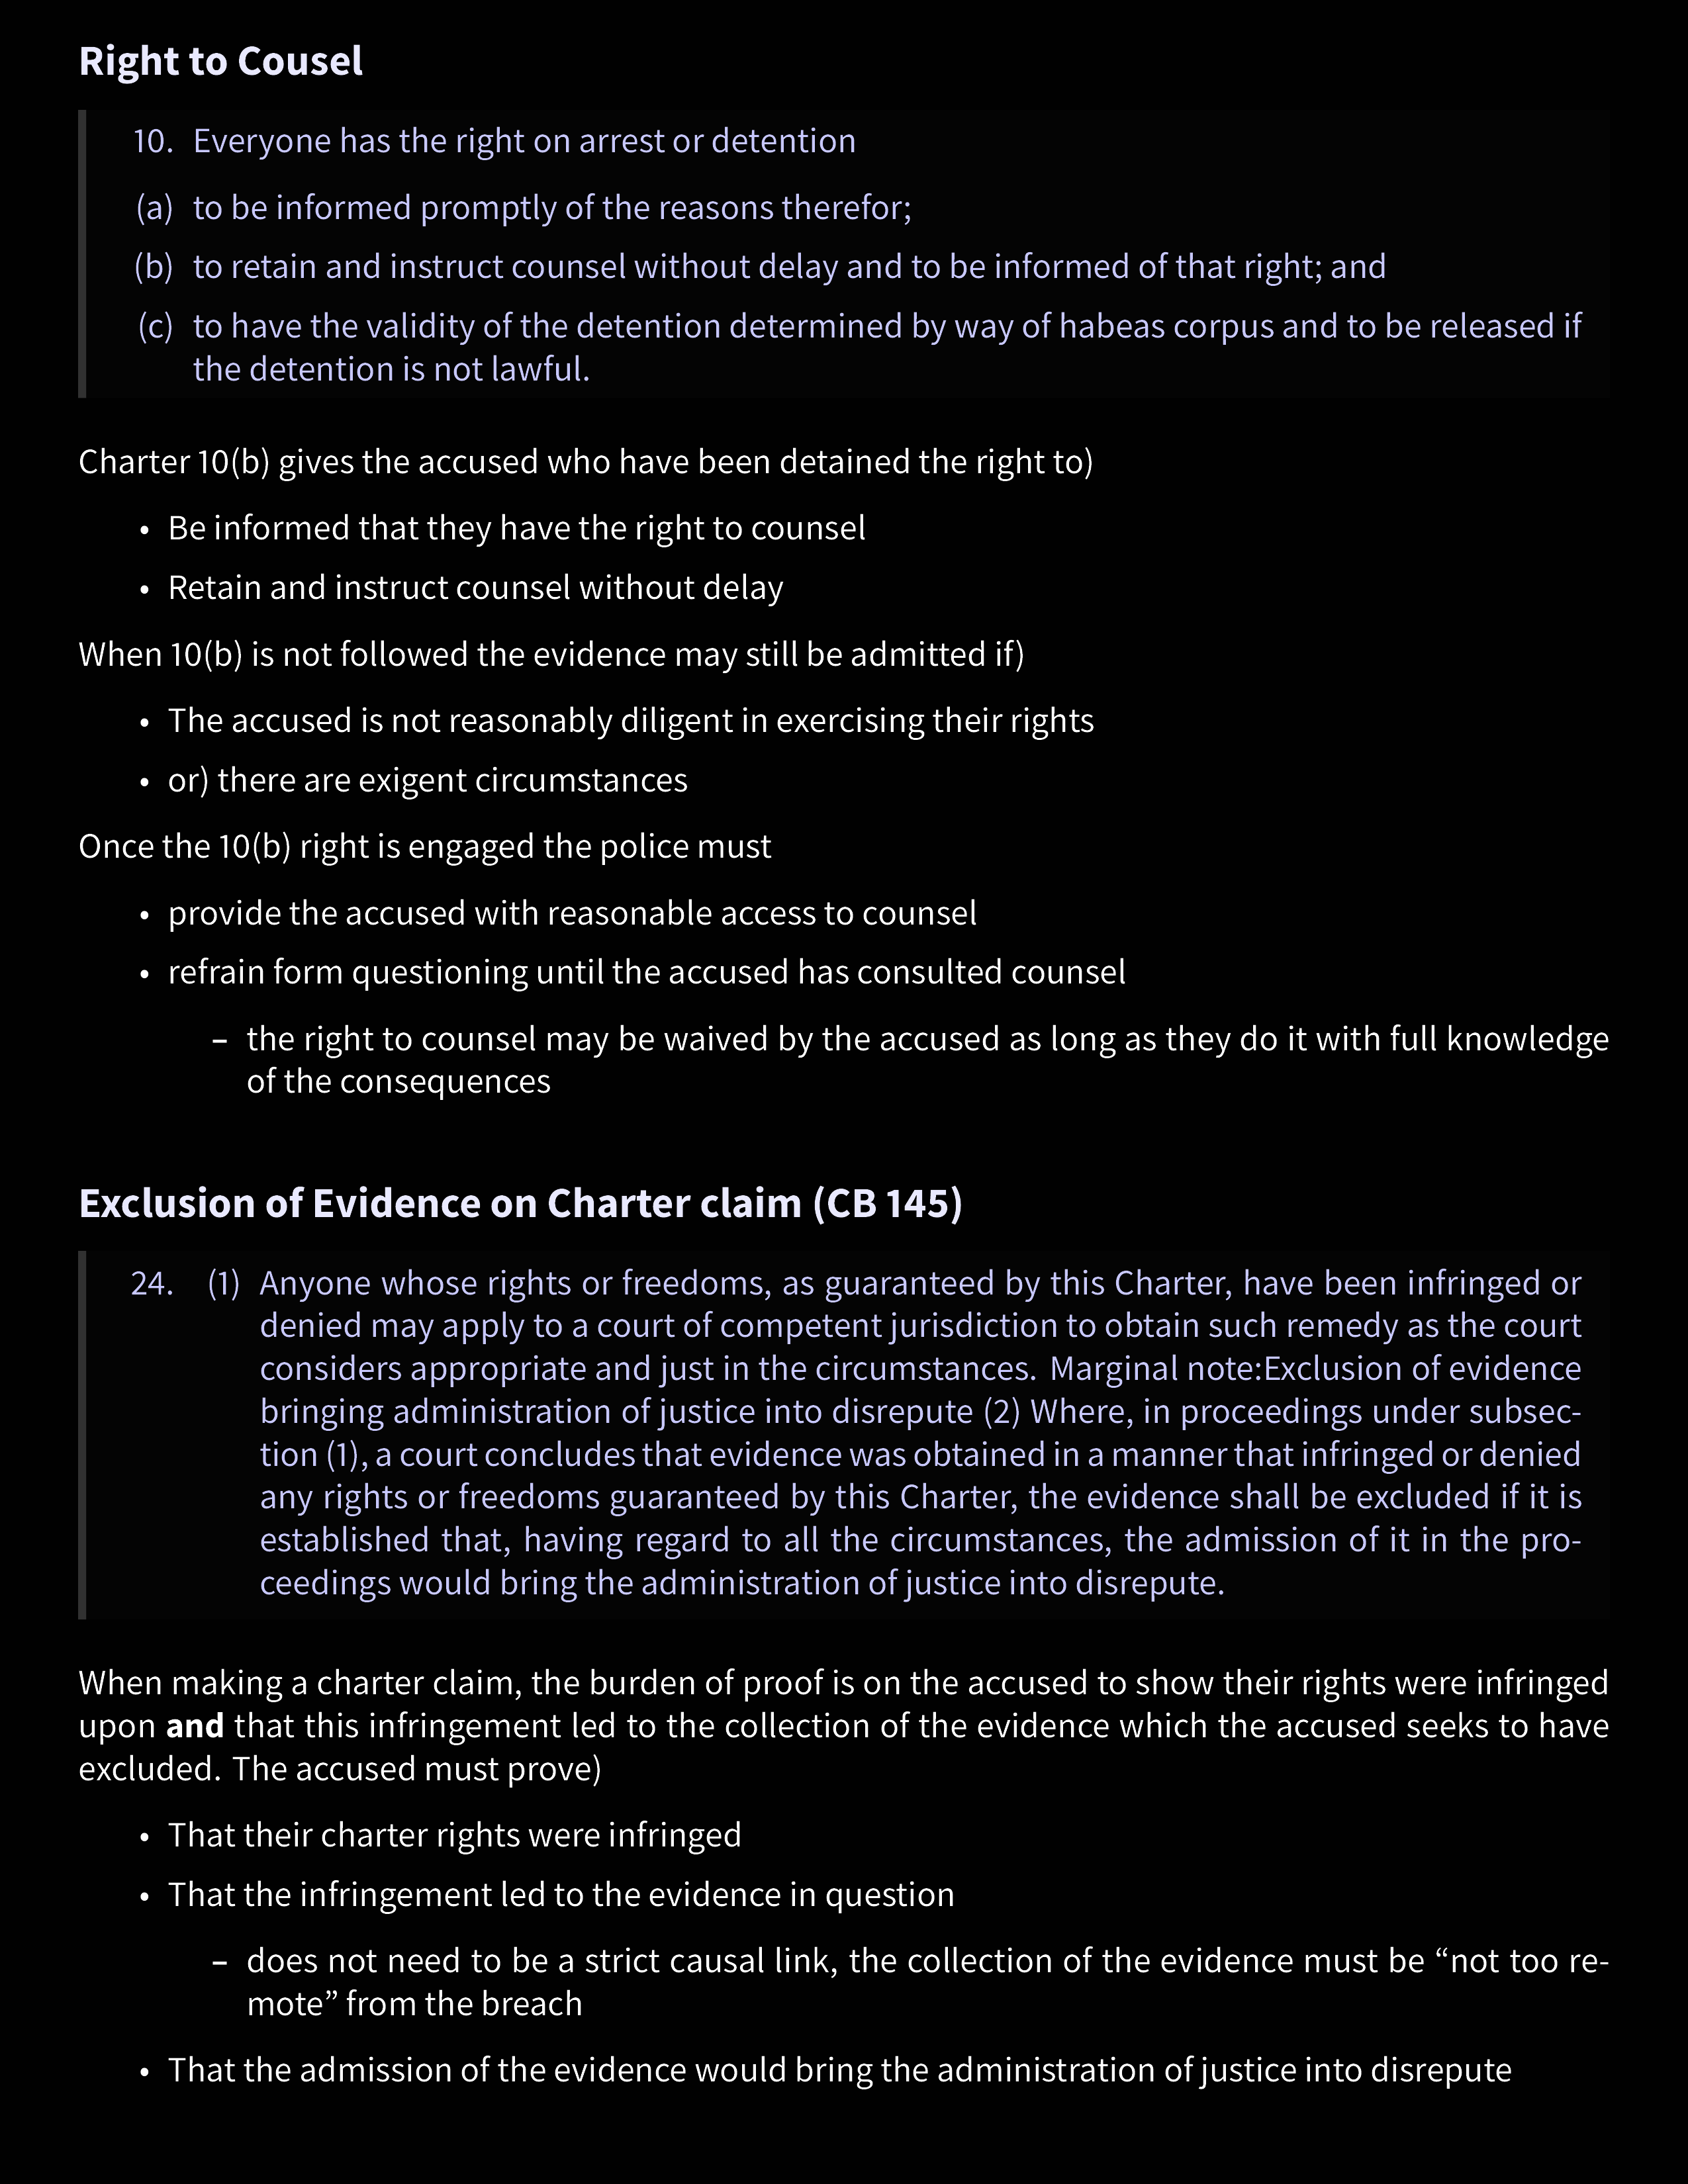 Right to Cousel
10. Everyone has the right on arrest or detention
(a) to be informed promptly of the reasons therefor;
(b) to retain and instruct counsel without delay and to be informed of that right; and
(c) to have the validity of the detention determined by way of habeas corpus and to be released if
the detention is not lawful.
Charter 10(b) gives the accused who have been detained the right to)
• Be informed that they have the right to counsel
• Retain and instruct counsel without delay
When 10(b) is not followed the evidence may still be admitted if)
• The accused is not reasonably diligent in exercising their rights
• or) there are exigent circumstances
Once the 10(b) right is engaged the police must
• provide the accused with reasonable access to counsel
• refrain form questioning until the accused has consulted counsel
– the right to counsel may be waived by the accused as long as they do it with full knowledge
of the consequences
Exclusion of Evidence on Charter claim (CB 145)
24. (1) Anyone whose rights or freedoms, as guaranteed by this Charter, have been infringed or
denied may apply to a court of competent jurisdiction to obtain such remedy as the court
considers appropriate and just in the circumstances. Marginal note:Exclusion of evidence
bringing administration of justice into disrepute (2) Where, in proceedings under subsec-
tion (1), a court concludes that evidence was obtained in a manner that infringed or denied
any rights or freedoms guaranteed by this Charter, the evidence shall be excluded if it is
established that, having regard to all the circumstances, the admission of it in the pro-
ceedings would bring the administration of justice into disrepute.
When making a charter claim, the burden of proof is on the accused to show their rights were infringed
upon and that this infringement led to the collection of the evidence which the accused seeks to have
excluded. The accused must prove)
• That their charter rights were infringed
• That the infringement led to the evidence in question
– does not need to be a strict causal link, the collection of the evidence must be “not too re-
mote” from the breach
• That the admission of the evidence would bring the administration of justice into disrepute